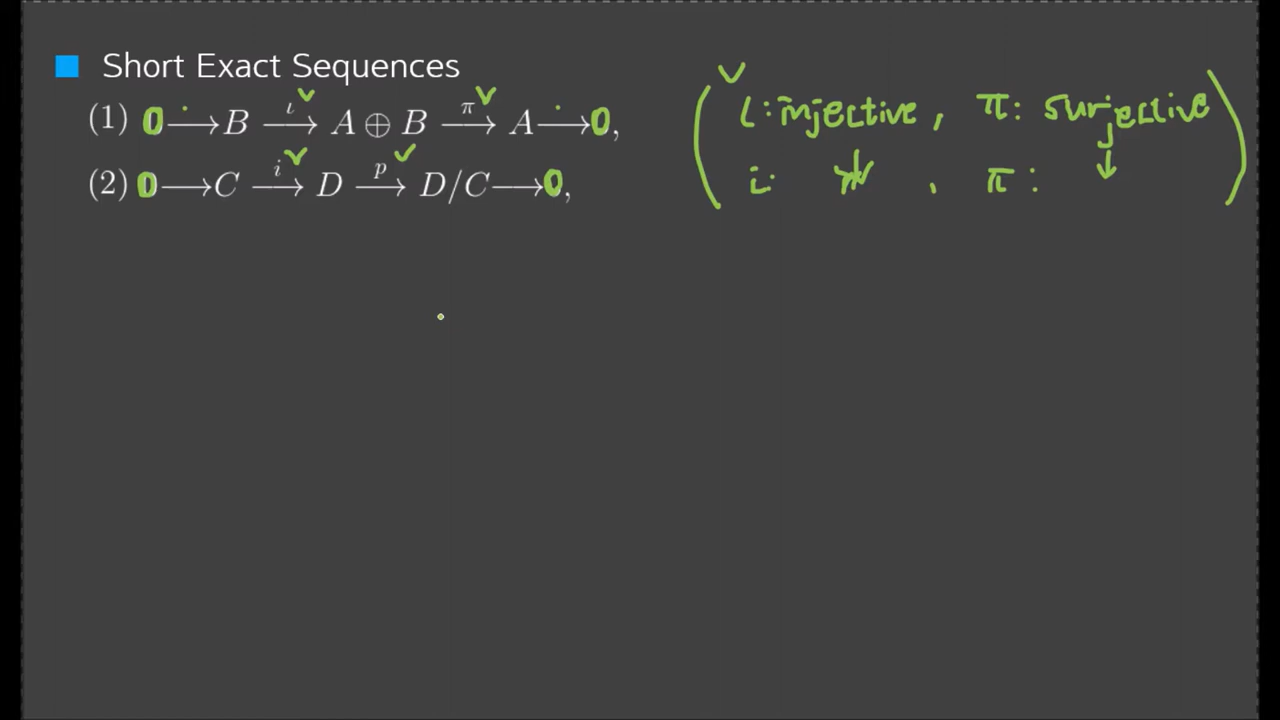 Short Exact Sequences
(1) 0 ⟶ B ⟶ι A ⊕ B ⟶π A ⟶ 0,
(2) 0 ⟶ C ⟶i D ⟶p D/C ⟶ 0,
( ι : injective , π : surjective )
i : , π : ↓